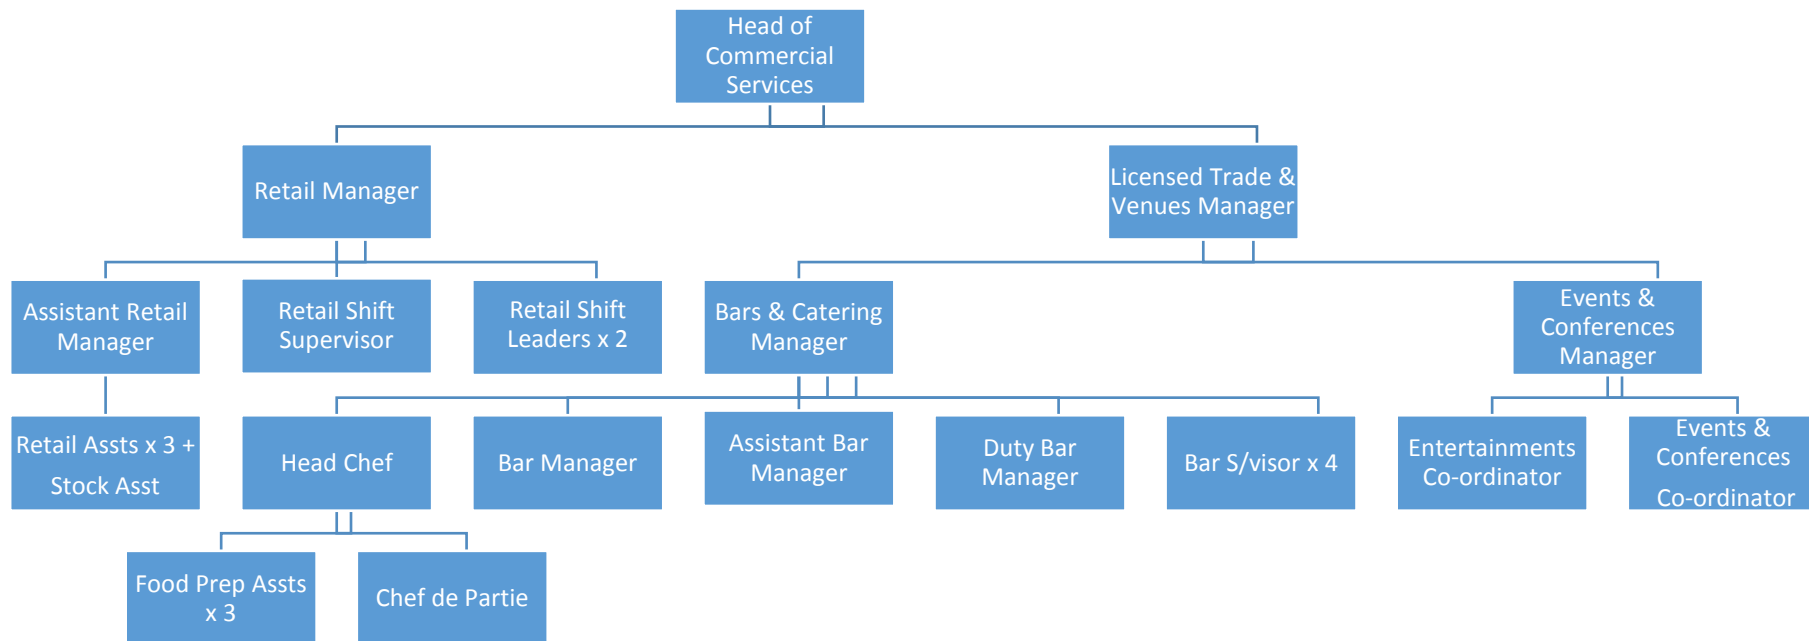 Head of
Commercial
Services
Retail Manager
Licensed Trade &
Venues Manager
Assistant Retail
Manager
Retail Shift
Supervisor
Retail Shift
Leaders x 2
Bars & Catering
Manager
Events &
Conferences
Manager
Retail Assts x 3 +
Stock Asst
Head Chef
Bar Manager
Assistant Bar
Manager
Duty Bar
Manager
Bar S/visor x 4
Entertainments
Co-ordinator
Events &
Conferences
Co-ordinator
Food Prep Assts
x 3
Chef de Partie